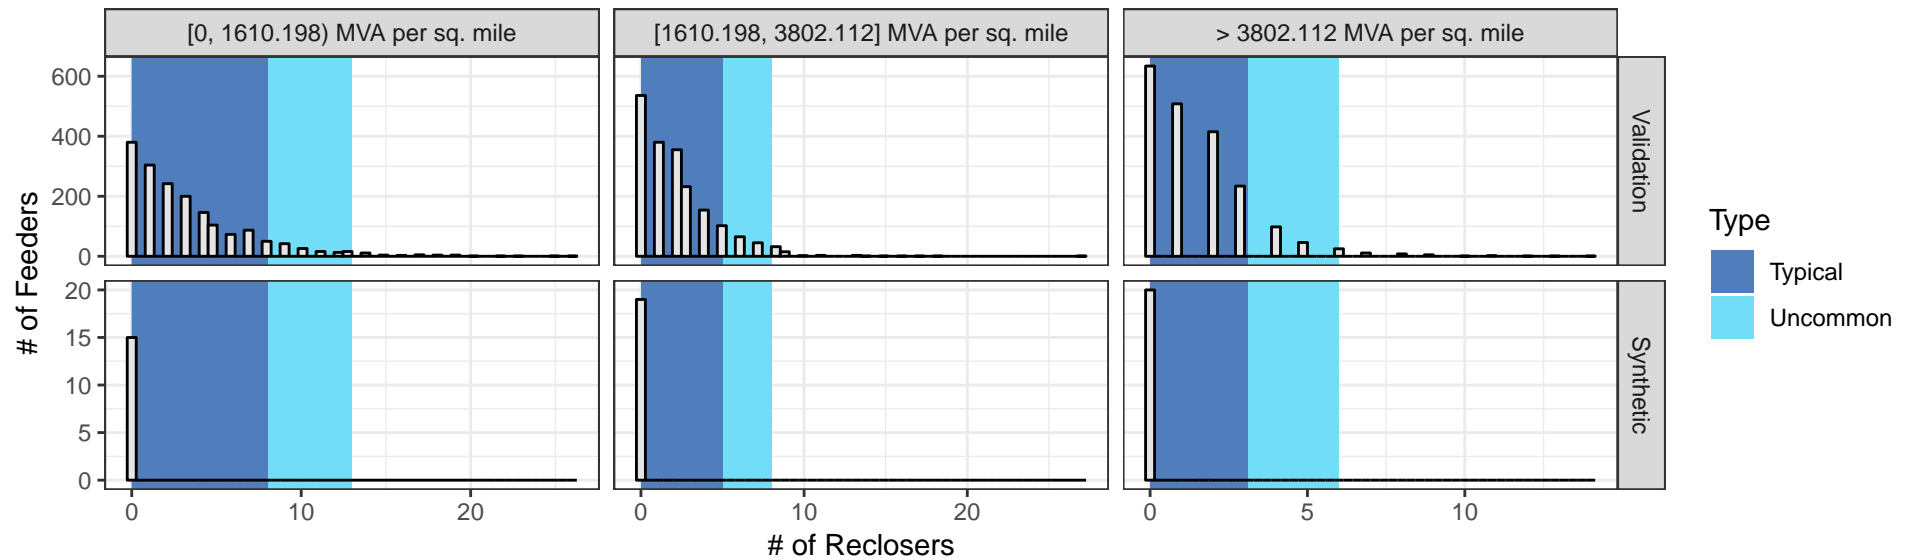 [0, 1610.198) MVA per sq. mile
[1610.198, 3802.112] MVA per sq. mile
> 3802.112 MVA per sq. mile
# of Feeders
600
400
200
0
Validation
20
15
10
5
0
Synthetic
0 10 20
0 10 20
0 5 10
# of Reclosers
Type
Typical
Uncommon